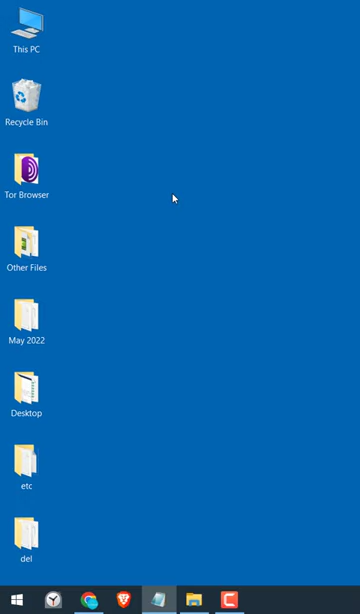 This PC
Recycle Bin
Tor Browser
Other Files
May 2022
Desktop
etc
del